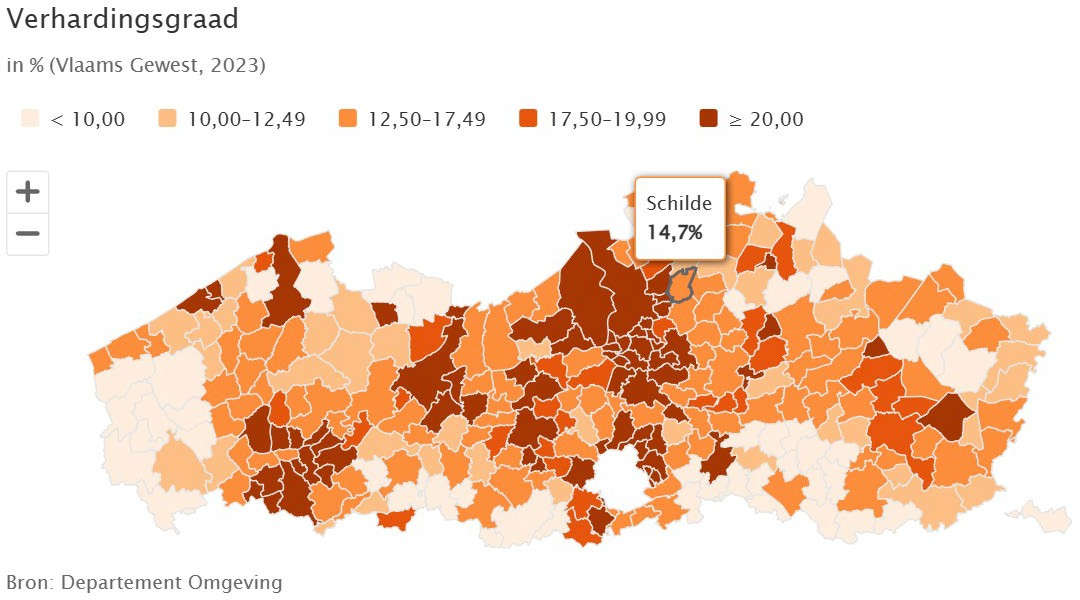 Verhardingsgraad
in % (Vlaams Gewest, 2023)
< 10,00
10,00-12,49
12,50-17,49
17,50-19,99
≥ 20,00
+
−
Schilde
14,7%
Bron: Departement Omgeving